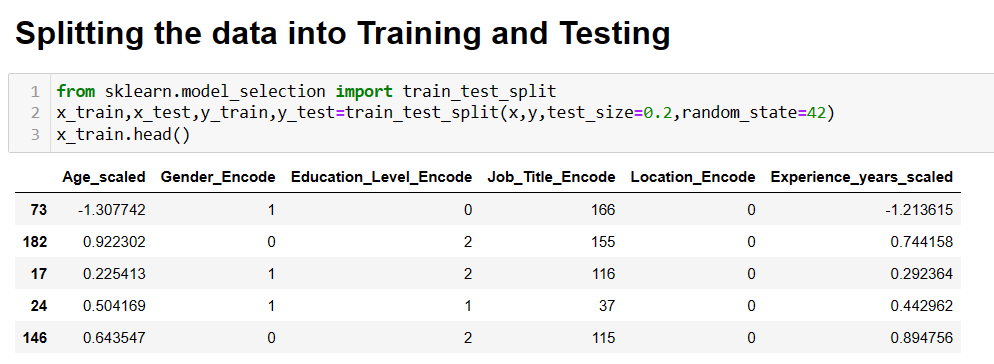 Splitting the data into Training and Testing
1 from sklearn.model_selection import train_test_split
2 x_train,x_test,y_train,y_test=train_test_split(x,y,test_size=0.2,random_state=42)
3 x_train.head()
Age_scaled Gender_Encode Education_Level_Encode Job_Title_Encode Location_Encode Experience_years_scaled
73 -1.307742 1 0 166 0 -1.213615
182 0.922302 0 2 155 0 0.744158
17 0.225413 1 2 116 0 0.292364
24 0.504169 1 1 37 0 0.442962
146 0.643547 0 2 115 0 0.894756